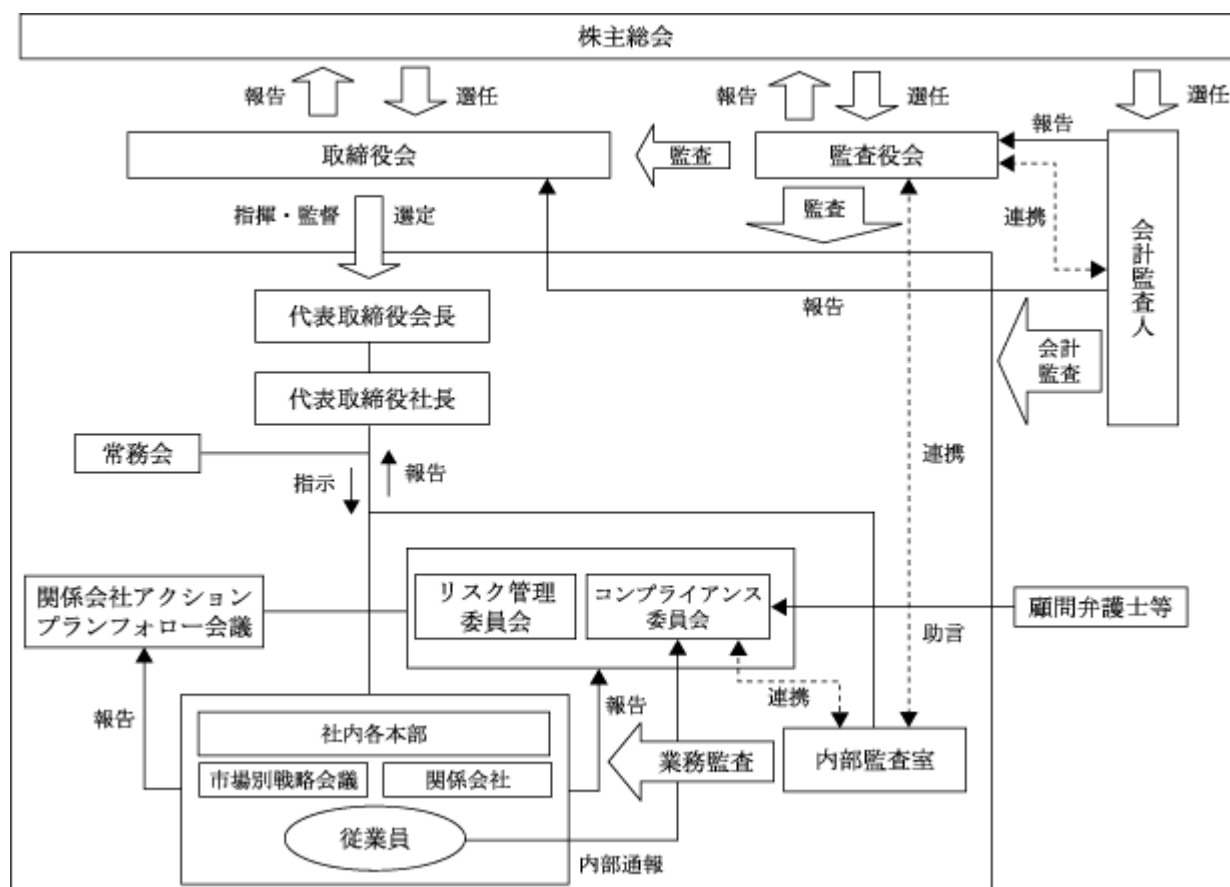 株主総会
報告
選任
報告
選任
選任
取締役会
監査
監査役会
報告
指揮・監督
選定
監査
連携
会計監査人
代表取締役会長
報告
会計
監査
代表取締役社長
常務会
指示
報告
連携
関係会社アクション
プランフォロー会議
リスク管理
委員会
コンプライアンス
委員会
顧問弁護士等
助言
報告
報告
連携
社内各本部
市場別戦略会議
関係会社
業務監査
内部監査室
従業員
内部通報